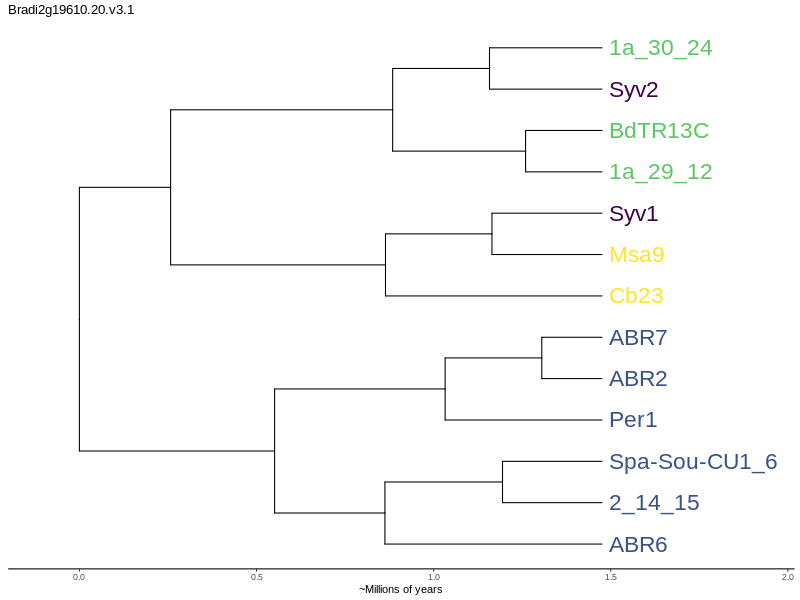 Bradi2g19610.20.v3.1
1a_30_24
Syv2
BdTR13C
1a_29_12
Syv1
Msa9
Cb23
ABR7
ABR2
Per1
Spa-Sou-CU1_6
2_14_15
ABR6
0.0 0.5 1.0 1.5 2.0
~Millions of years